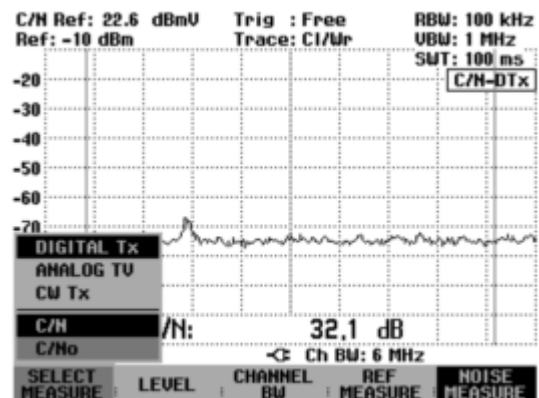 C/N Ref: 22.6 dBmV Trig : Free RBW: 100 kHz
Ref: -10 dBm Trace: Cl/Wr VBW: 1 MHz
SWT: 100 ms
C/N-DTx
-20
-30
-40
-30
-60
-70
DIGITAL Tx
ANALOG TV
CW Tx
C/N
C/No
/N: 32,1 dB
Ch BW: 6 MHz
SELECT MEASURE LEVEL CHANNEL BW REF MEASURE NOISE MEASURE